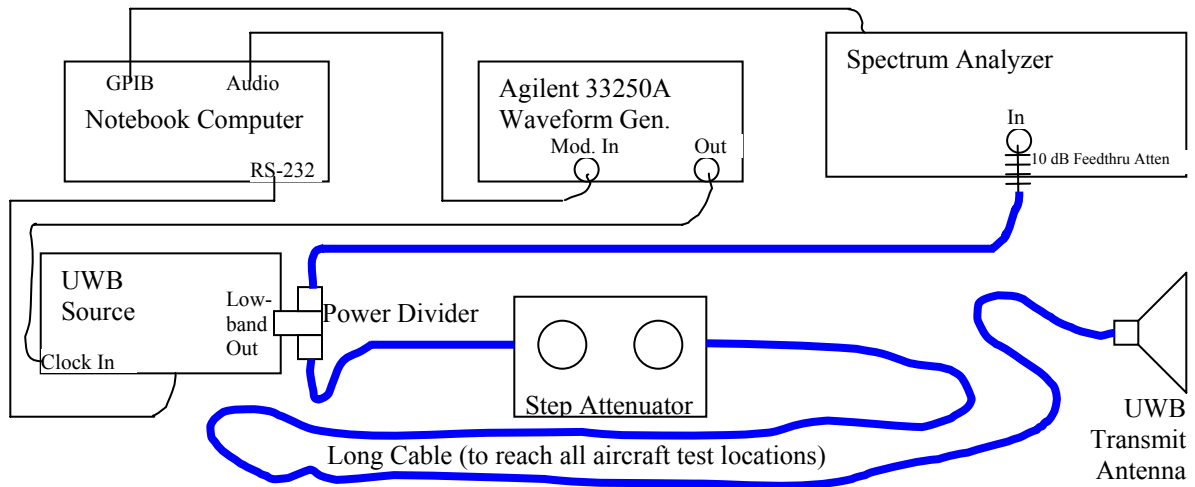 GPIB
Audio
Notebook Computer
RS-232
Agilent 33250A
Waveform Gen.
Mod. In
Out
Spectrum Analyzer
In
10 dB Feedthru Atten
UWB
Source
Low-
band
Out
Clock In
Power Divider
Step Attenuator
Long Cable (to reach all aircraft test locations)
UWB
Transmit
Antenna